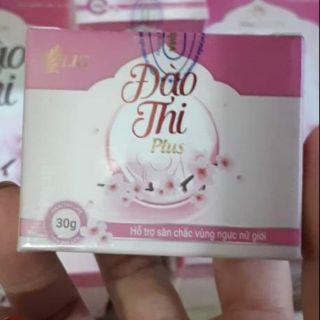 Đào
Thi
Plus
30g
Hỗ trợ săn chắc vùng ngực nữ giới